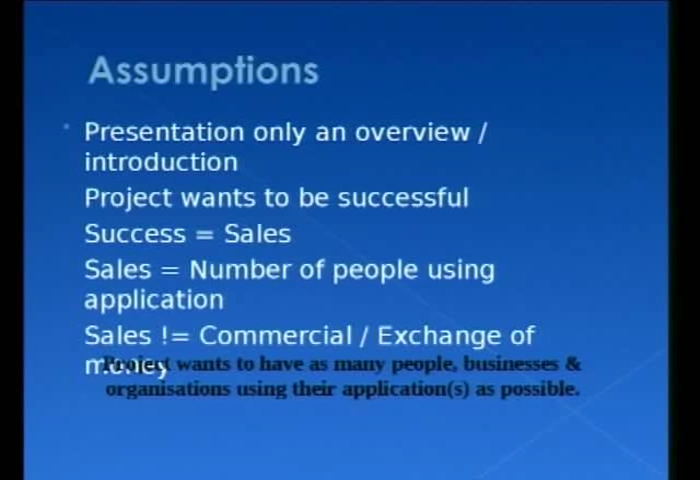 Assumptions
Presentation only an overview /
introduction
Project wants to be successful
Success = Sales
Sales = Number of people using
application
Sales != Commercial / Exchange of
money
Project wants to have as many people, businesses &
organisations using their application(s) as possible.